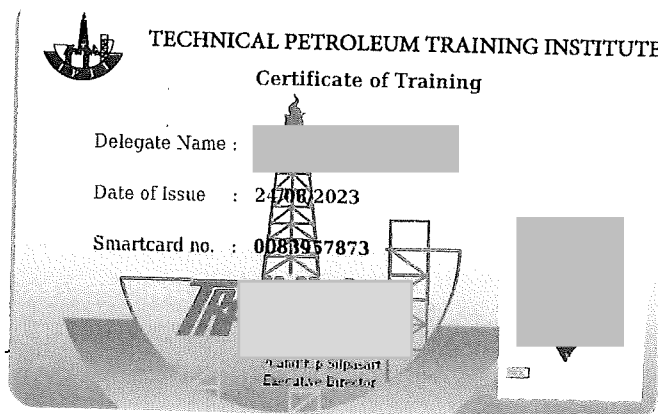 TECHNICAL PETROLEUM TRAINING INSTITUTE
Certificate of Training
Delegate Name :
Date of Issue : 24/08/2023
Smartcard no. : 0083957873
Silpasart
Executive Director